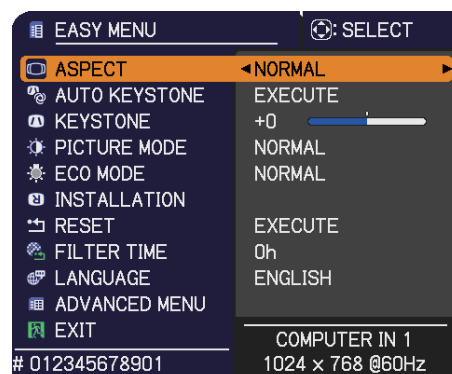 EASY MENU : SELECT
ASPECT NORMAL
AUTO KEYSTONE EXECUTE
KEYSTONE +0
PICTURE MODE NORMAL
ECO MODE NORMAL
INSTALLATION
RESET EXECUTE
FILTER TIME 0h
LANGUAGE ENGLISH
ADVANCED MENU
EXIT COMPUTER IN 1
# 012345678901 1024 × 768 @60Hz